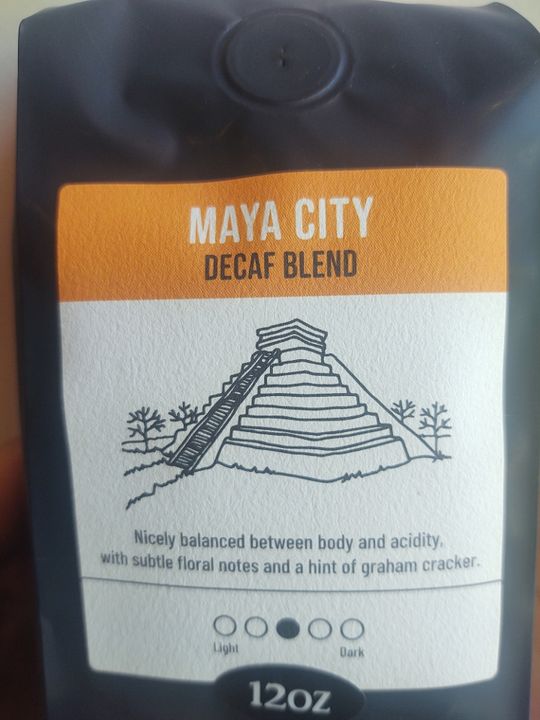 MAYA CITY
DECAF BLEND
Nicely balanced between body and acidity,
with subtle floral notes and a hint of graham cracker.
Light Dark
12OZ